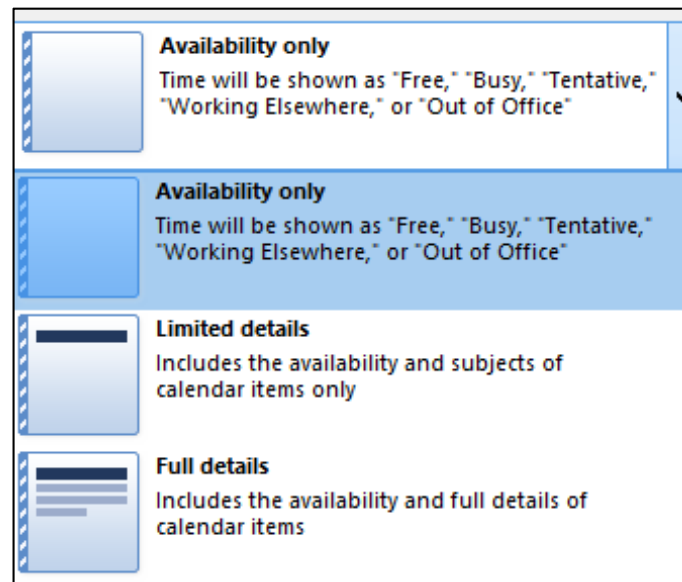 Availability only
Time will be shown as "Free," "Busy," "Tentative,"
"Working Elsewhere," or "Out of Office"
Availability only
Time will be shown as "Free," "Busy," "Tentative,"
"Working Elsewhere," or "Out of Office"
Limited details
Includes the availability and subjects of
calendar items only
Full details
Includes the availability and full details of
calendar items